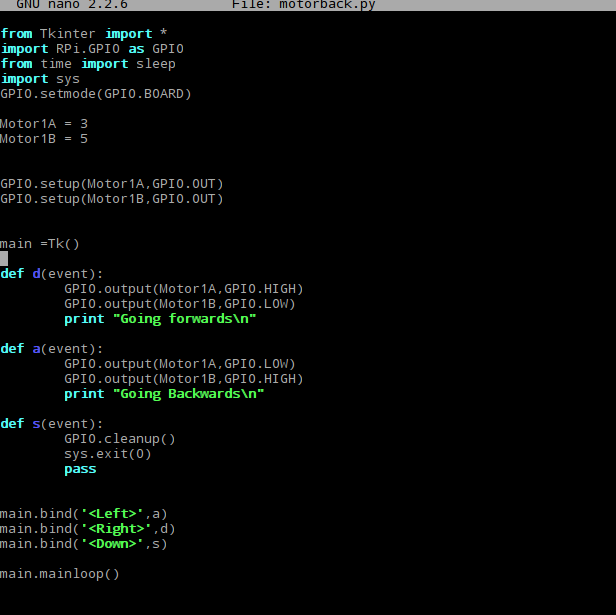 GNU nano 2.2.6 File: motorback.py
from Tkinter import *
import RPi.GPIO as GPIO
from time import sleep
import sys
GPIO.setmode(GPIO.BOARD)
Motor1A = 3
Motor1B = 5
GPIO.setup(Motor1A,GPIO.OUT)
GPIO.setup(Motor1B,GPIO.OUT)
main =Tk()
def d(event):
GPIO.output(Motor1A,GPIO.HIGH)
GPIO.output(Motor1B,GPIO.LOW)
print "Going forwards\n"
def a(event):
GPIO.output(Motor1A,GPIO.LOW)
GPIO.output(Motor1B,GPIO.HIGH)
print "Going Backwards\n"
def s(event):
GPIO.cleanup()
sys.exit(0)
pass
main.bind('<Left>',a)
main.bind('<Right>',d)
main.bind('<Down>',s)
main.mainloop()